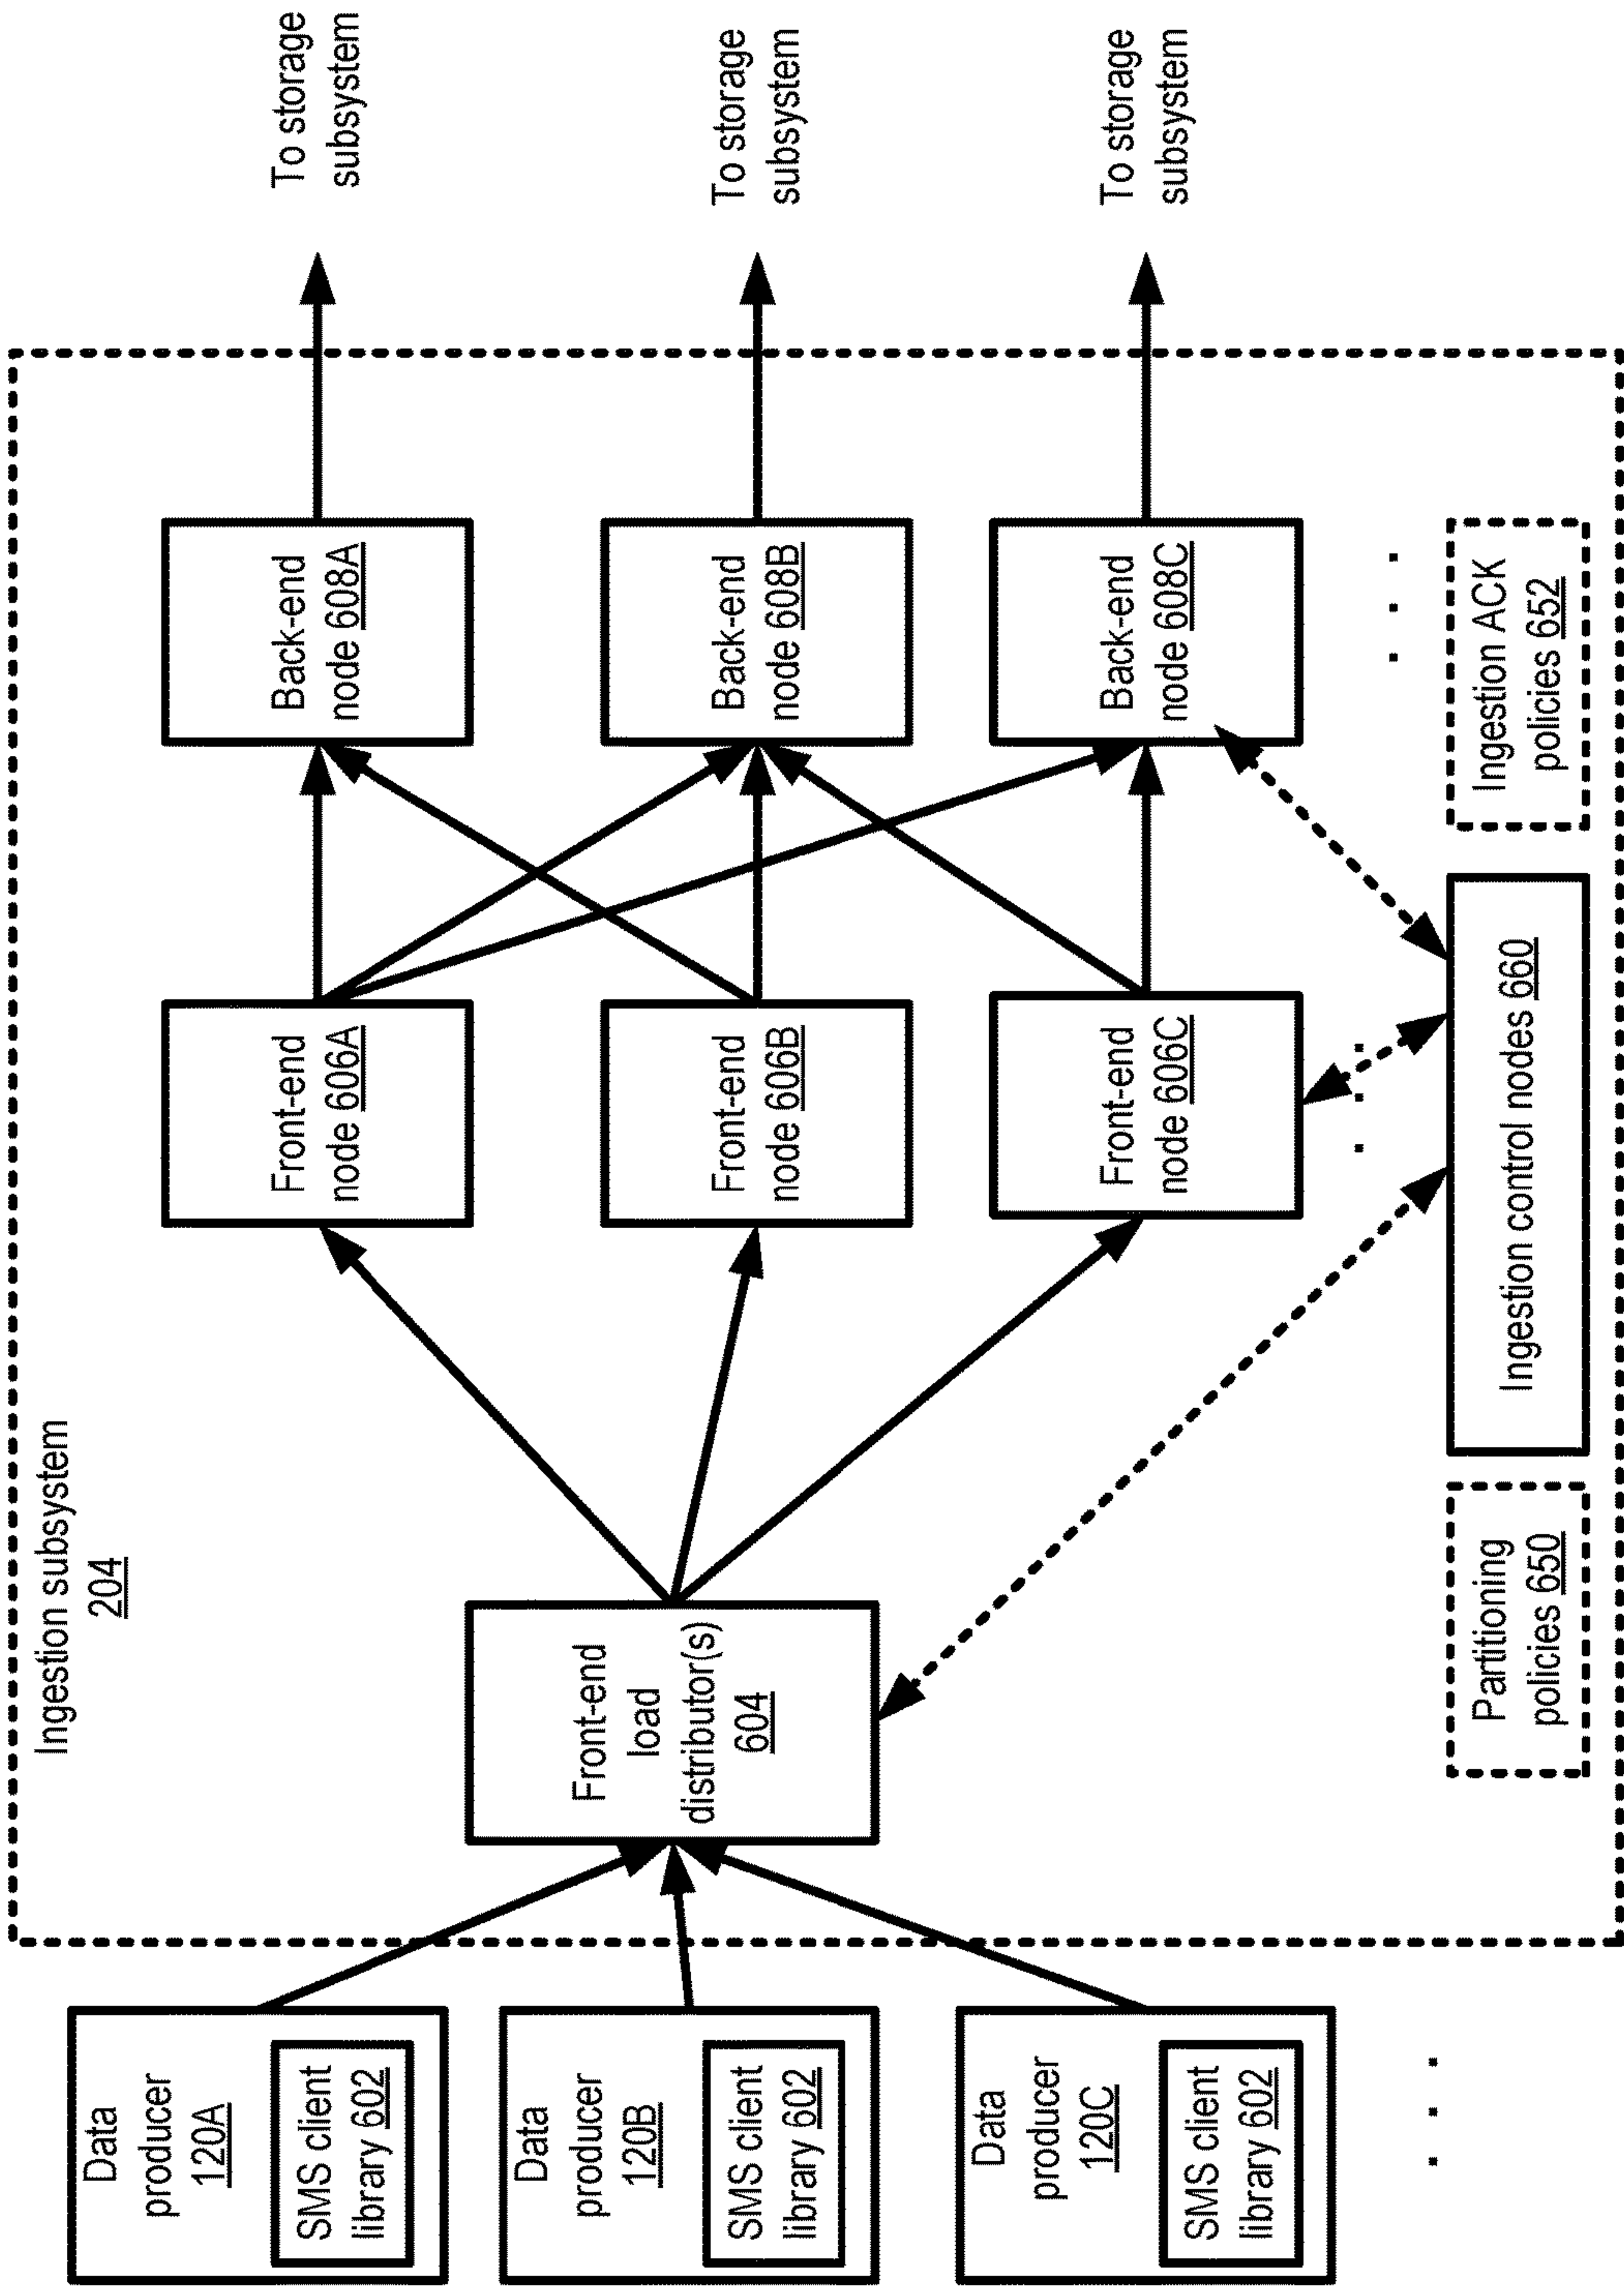 Ingestion subsystem
204
Data
producer
120A
SMS client
library 602
Data
producer
120B
SMS client
library 602
Data
producer
120C
SMS client
library 602
. . .
Front-end
load
distributor(s)
604
Front-end
node 606A
Front-end
node 606B
Front-end
node 606C
. . .
Back-end
node 608A
Back-end
node 608B
Back-end
node 608C
. . .
To storage
subsystem
To storage
subsystem
To storage
subsystem
Partitioning
policies 650
Ingestion control nodes 660
Ingestion ACK
policies 652